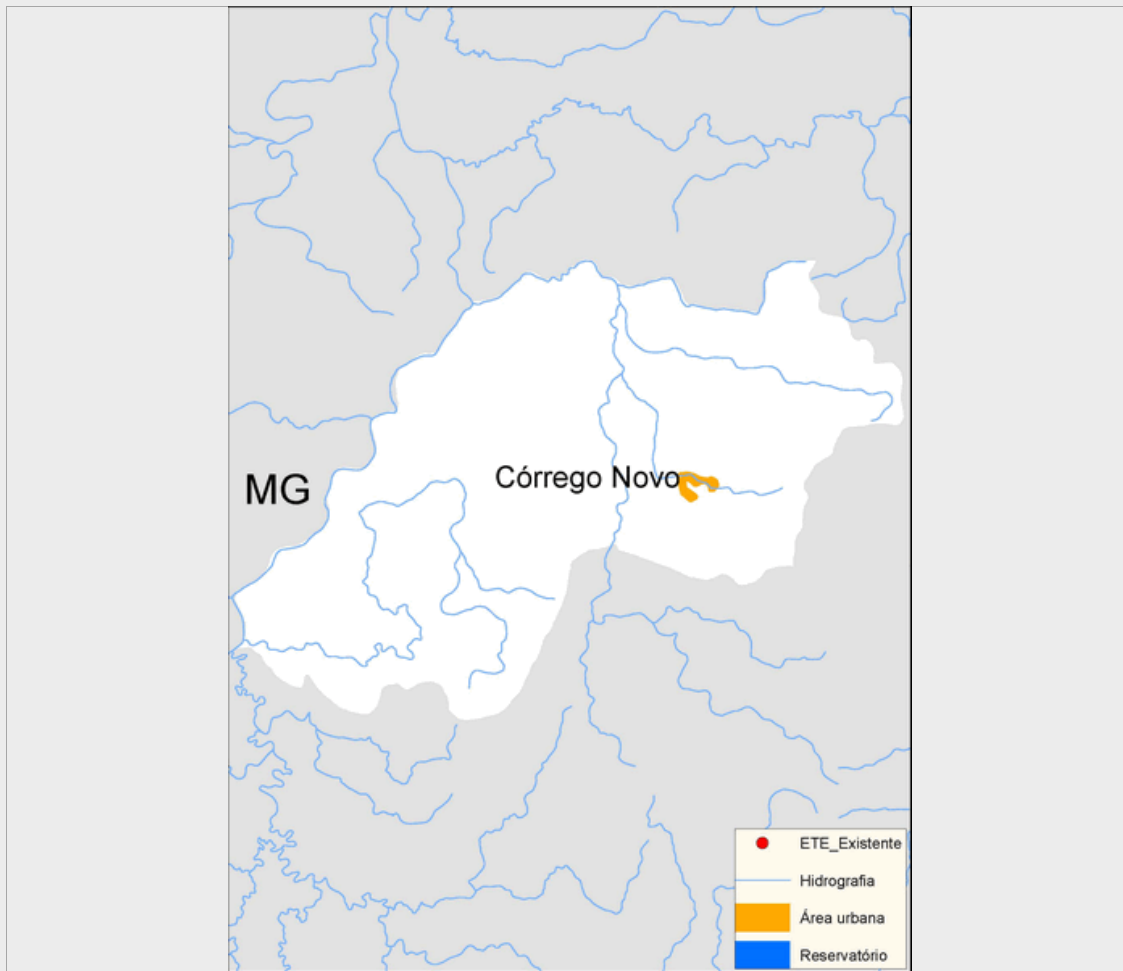 Córrego Novo
MG
ETE_Existente
Hidrografia
Área urbana
Reservatório